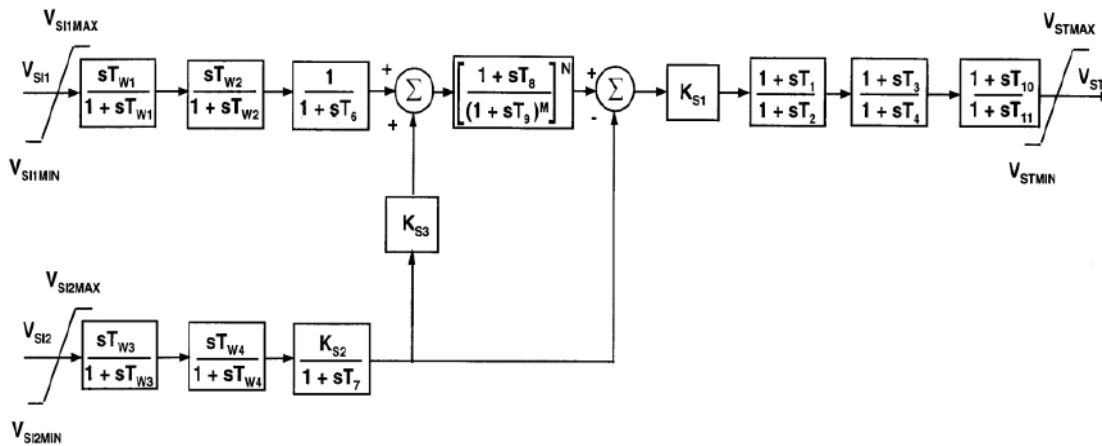 V_SI1MAX
V_SI1
V_SI1MIN
sT_W1
1 + sT_W1
sT_W2
1 + sT_W2
1
1 + sT_6
+
+
Σ
[1 + sT_8
(1 + sT_9)^M]^N
+
-
Σ
K_S1
1 + sT_1
1 + sT_2
1 + sT_3
1 + sT_4
1 + sT_10
1 + sT_11
V_STMAX
V_ST
V_STMIN
K_S3
V_SI2MAX
V_SI2
V_SI2MIN
sT_W3
1 + sT_W3
sT_W4
1 + sT_W4
K_S2
1 + sT_7